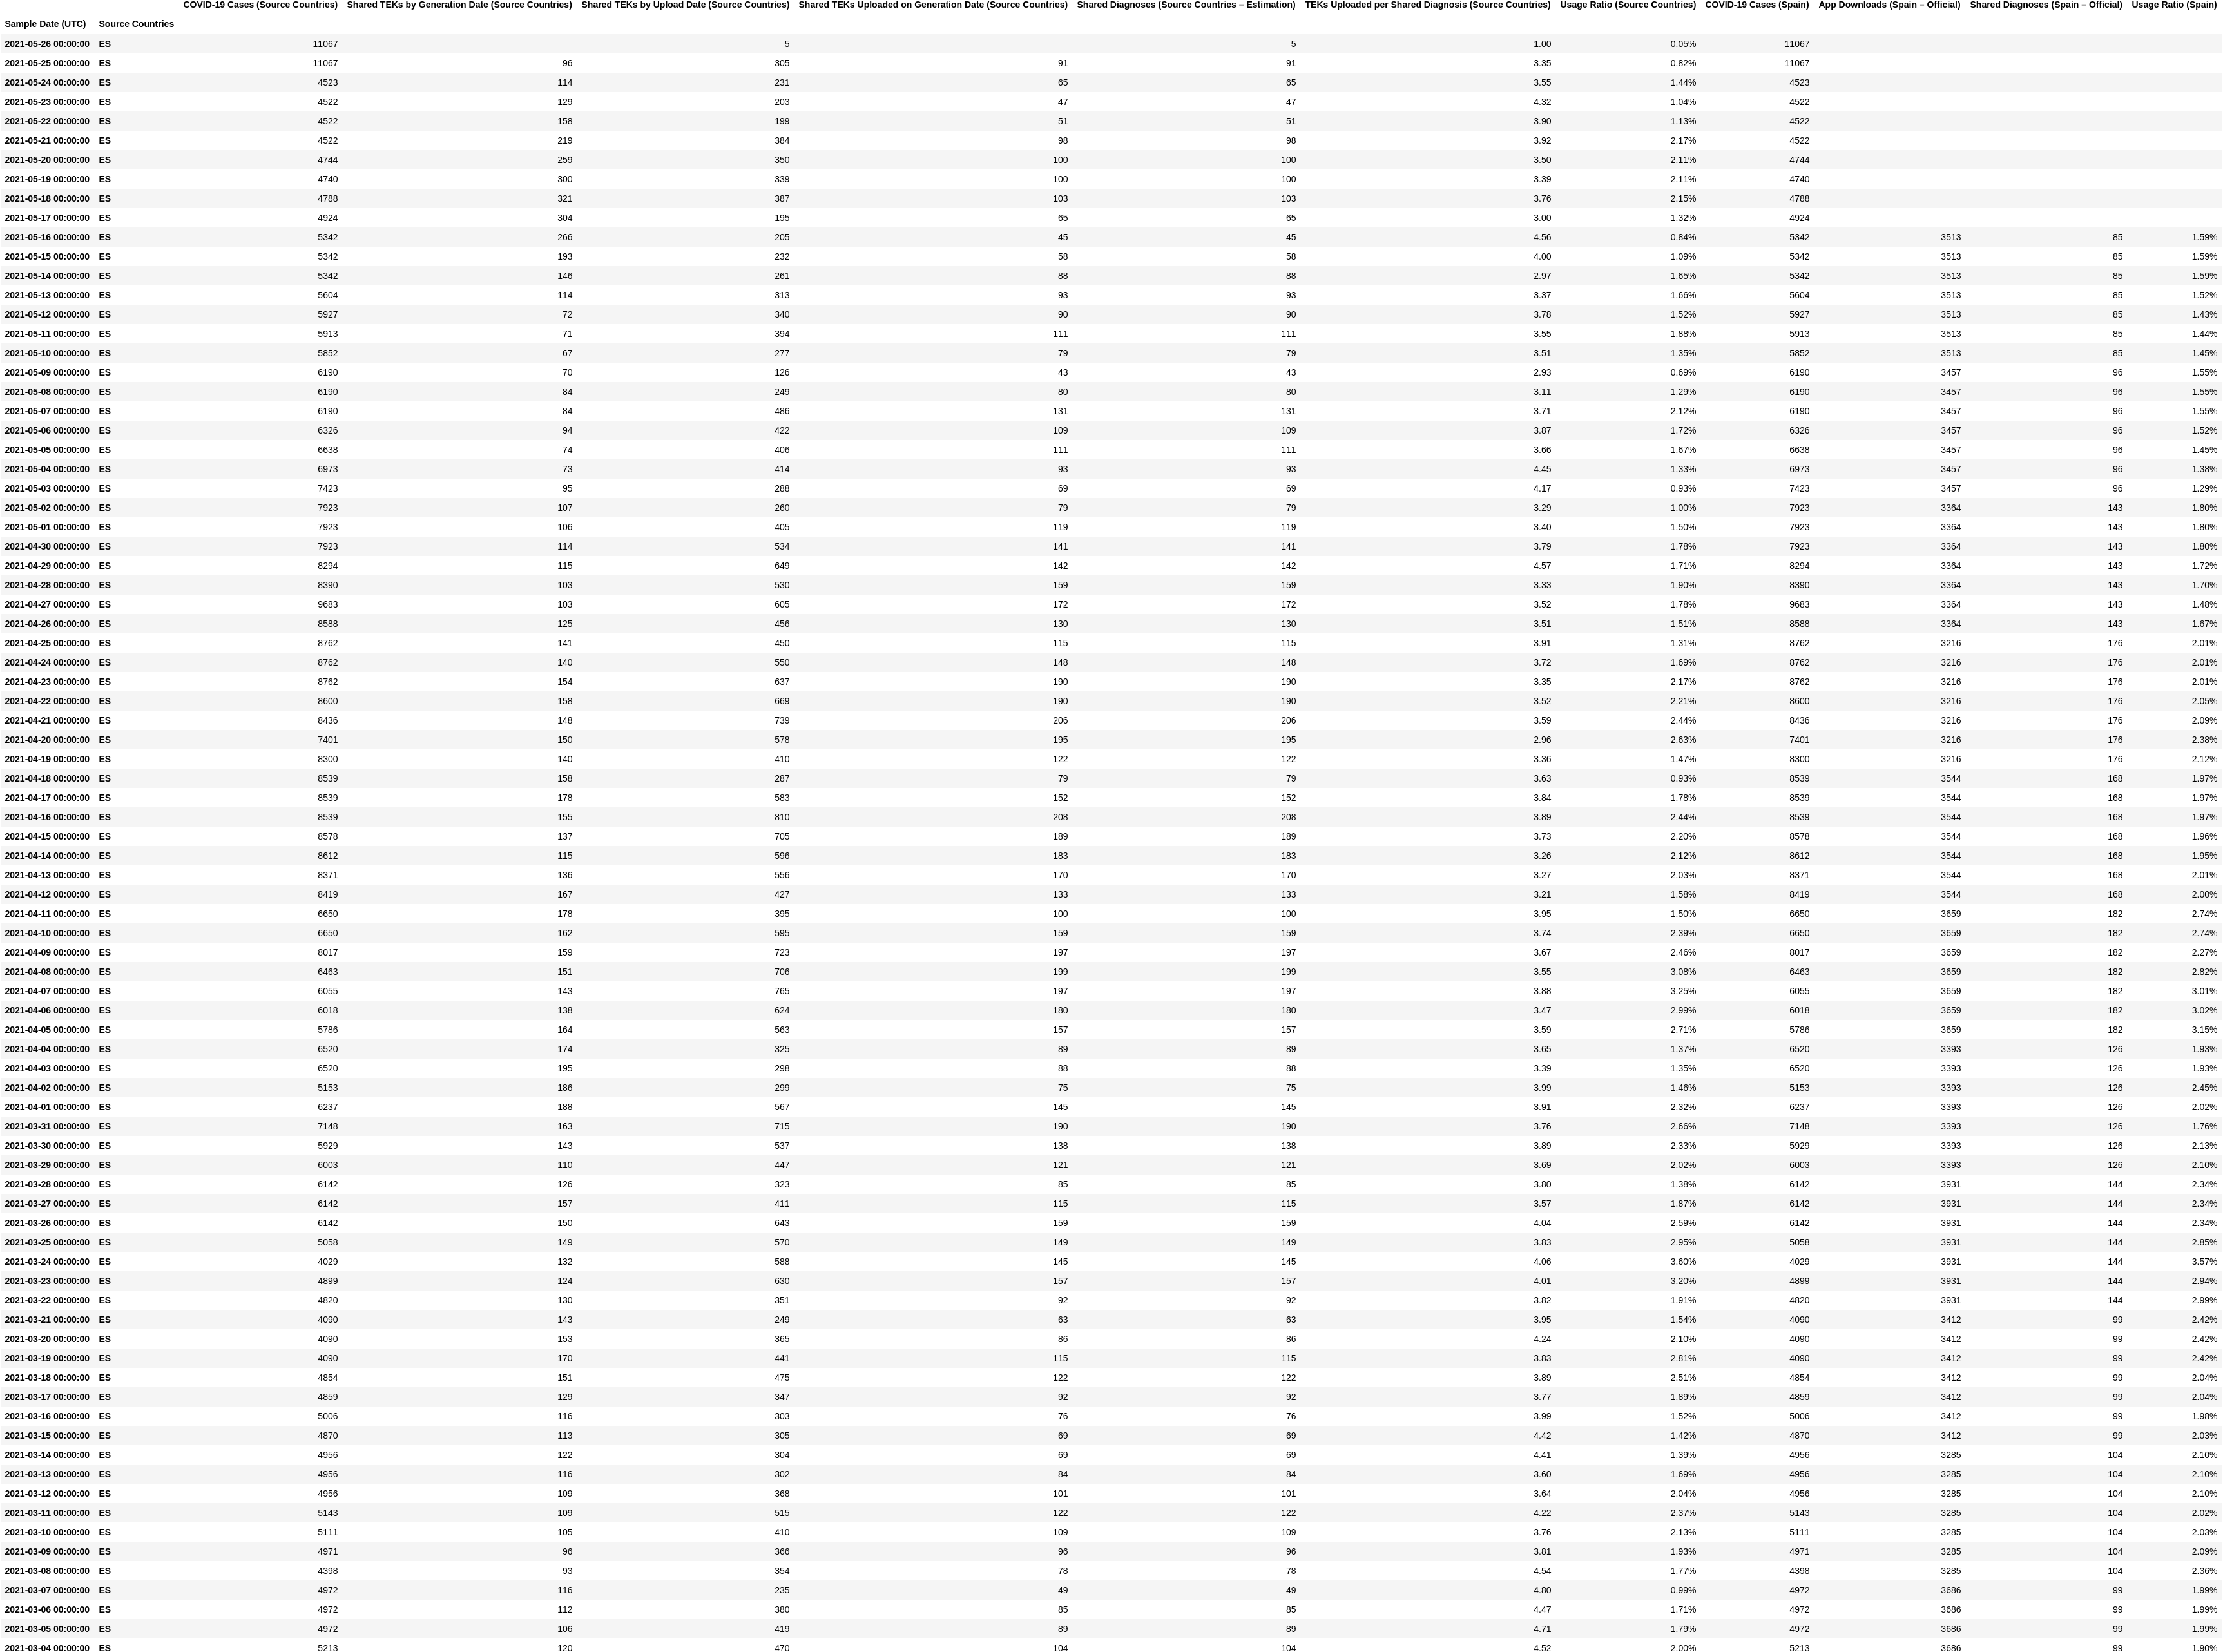 COVID-19 Cases (Source Countries) Shared TEKs by Generation Date (Source Countries) Shared TEKs by Upload Date (Source Countries) Shared TEKs Uploaded on Generation Date (Source Countries) Shared Diagnoses (Source Countries – Estimation) TEKs Uploaded per Shared Diagnosis (Source Countries) Usage Ratio (Source Countries) COVID-19 Cases (Spain) App Downloads (Spain – Official) Shared Diagnoses (Spain – Official) Usage Ratio (Spain)
Sample Date (UTC) Source Countries
2021-05-26 00:00:00 ES 11067 5 5 1.00 0.05% 11067
2021-05-25 00:00:00 ES 11067 96 305 91 91 3.35 0.82% 11067
2021-05-24 00:00:00 ES 4523 114 231 65 65 3.55 1.44% 4523
2021-05-23 00:00:00 ES 4522 129 203 47 47 4.32 1.04% 4522
2021-05-22 00:00:00 ES 4522 158 199 51 51 3.90 1.13% 4522
2021-05-21 00:00:00 ES 4522 219 384 98 98 3.92 2.17% 4522
2021-05-20 00:00:00 ES 4744 259 350 100 100 3.50 2.11% 4744
2021-05-19 00:00:00 ES 4740 300 339 100 100 3.39 2.11% 4740
2021-05-18 00:00:00 ES 4788 321 387 103 103 3.76 2.15% 4788
2021-05-17 00:00:00 ES 4924 304 195 65 65 3.00 1.32% 4924
2021-05-16 00:00:00 ES 5342 266 205 45 45 4.56 0.84% 5342 3513 85 1.59%
2021-05-15 00:00:00 ES 5342 193 232 58 58 4.00 1.09% 5342 3513 85 1.59%
2021-05-14 00:00:00 ES 5342 146 261 88 88 2.97 1.65% 5342 3513 85 1.59%
2021-05-13 00:00:00 ES 5604 114 313 93 93 3.37 1.66% 5604 3513 85 1.52%
2021-05-12 00:00:00 ES 5927 72 340 90 90 3.78 1.52% 5927 3513 85 1.43%
2021-05-11 00:00:00 ES 5913 71 394 111 111 3.55 1.88% 5913 3513 85 1.44%
2021-05-10 00:00:00 ES 5852 67 277 79 79 3.51 1.35% 5852 3513 85 1.45%
2021-05-09 00:00:00 ES 6190 70 126 43 43 2.93 0.69% 6190 3457 96 1.55%
2021-05-08 00:00:00 ES 6190 84 249 80 80 3.11 1.29% 6190 3457 96 1.55%
2021-05-07 00:00:00 ES 6190 84 486 131 131 3.71 2.12% 6190 3457 96 1.55%
2021-05-06 00:00:00 ES 6326 94 422 109 109 3.87 1.72% 6326 3457 96 1.52%
2021-05-05 00:00:00 ES 6638 74 406 111 111 3.66 1.67% 6638 3457 96 1.45%
2021-05-04 00:00:00 ES 6973 73 414 93 93 4.45 1.33% 6973 3457 96 1.38%
2021-05-03 00:00:00 ES 7423 95 288 69 69 4.17 0.93% 7423 3457 96 1.29%
2021-05-02 00:00:00 ES 7923 107 260 79 79 3.29 1.00% 7923 3364 143 1.80%
2021-05-01 00:00:00 ES 7923 106 405 119 119 3.40 1.50% 7923 3364 143 1.80%
2021-04-30 00:00:00 ES 7923 114 534 141 141 3.79 1.78% 7923 3364 143 1.80%
2021-04-29 00:00:00 ES 8294 115 649 142 142 4.57 1.71% 8294 3364 143 1.72%
2021-04-28 00:00:00 ES 8390 103 530 159 159 3.33 1.90% 8390 3364 143 1.70%
2021-04-27 00:00:00 ES 9683 103 605 172 172 3.52 1.78% 9683 3364 143 1.48%
2021-04-26 00:00:00 ES 8588 125 456 130 130 3.51 1.51% 8588 3364 143 1.67%
2021-04-25 00:00:00 ES 8762 141 450 115 115 3.91 1.31% 8762 3216 176 2.01%
2021-04-24 00:00:00 ES 8762 140 550 148 148 3.72 1.69% 8762 3216 176 2.01%
2021-04-23 00:00:00 ES 8762 154 637 190 190 3.35 2.17% 8762 3216 176 2.01%
2021-04-22 00:00:00 ES 8600 158 669 190 190 3.52 2.21% 8600 3216 176 2.05%
2021-04-21 00:00:00 ES 8436 148 739 206 206 3.59 2.44% 8436 3216 176 2.09%
2021-04-20 00:00:00 ES 7401 150 578 195 195 2.96 2.63% 7401 3216 176 2.38%
2021-04-19 00:00:00 ES 8300 140 410 122 122 3.36 1.47% 8300 3216 176 2.12%
2021-04-18 00:00:00 ES 8539 158 287 79 79 3.63 0.93% 8539 3544 168 1.97%
2021-04-17 00:00:00 ES 8539 178 583 152 152 3.84 1.78% 8539 3544 168 1.97%
2021-04-16 00:00:00 ES 8539 155 810 208 208 3.89 2.44% 8539 3544 168 1.97%
2021-04-15 00:00:00 ES 8578 137 705 189 189 3.73 2.20% 8578 3544 168 1.96%
2021-04-14 00:00:00 ES 8612 115 596 183 183 3.26 2.12% 8612 3544 168 1.95%
2021-04-13 00:00:00 ES 8371 136 556 170 170 3.27 2.03% 8371 3544 168 2.01%
2021-04-12 00:00:00 ES 8419 167 427 133 133 3.21 1.58% 8419 3544 168 2.00%
2021-04-11 00:00:00 ES 6650 178 395 100 100 3.95 1.50% 6650 3659 182 2.74%
2021-04-10 00:00:00 ES 6650 162 595 159 159 3.74 2.39% 6650 3659 182 2.74%
2021-04-09 00:00:00 ES 8017 159 723 197 197 3.67 2.46% 8017 3659 182 2.27%
2021-04-08 00:00:00 ES 6463 151 706 199 199 3.55 3.08% 6463 3659 182 2.82%
2021-04-07 00:00:00 ES 6055 143 765 197 197 3.88 3.25% 6055 3659 182 3.01%
2021-04-06 00:00:00 ES 6018 138 624 180 180 3.47 2.99% 6018 3659 182 3.02%
2021-04-05 00:00:00 ES 5786 164 563 157 157 3.59 2.71% 5786 3659 182 3.15%
2021-04-04 00:00:00 ES 6520 174 325 89 89 3.65 1.37% 6520 3393 126 1.93%
2021-04-03 00:00:00 ES 6520 195 298 88 88 3.39 1.35% 6520 3393 126 1.93%
2021-04-02 00:00:00 ES 5153 186 299 75 75 3.99 1.46% 5153 3393 126 2.45%
2021-04-01 00:00:00 ES 6237 188 567 145 145 3.91 2.32% 6237 3393 126 2.02%
2021-03-31 00:00:00 ES 7148 163 715 190 190 3.76 2.66% 7148 3393 126 1.76%
2021-03-30 00:00:00 ES 5929 143 537 138 138 3.89 2.33% 5929 3393 126 2.13%
2021-03-29 00:00:00 ES 6003 110 447 121 121 3.69 2.02% 6003 3393 126 2.10%
2021-03-28 00:00:00 ES 6142 126 323 85 85 3.80 1.38% 6142 3931 144 2.34%
2021-03-27 00:00:00 ES 6142 157 411 115 115 3.57 1.87% 6142 3931 144 2.34%
2021-03-26 00:00:00 ES 6142 150 643 159 159 4.04 2.59% 6142 3931 144 2.34%
2021-03-25 00:00:00 ES 5058 149 570 149 149 3.83 2.95% 5058 3931 144 2.85%
2021-03-24 00:00:00 ES 4029 132 588 145 145 4.06 3.60% 4029 3931 144 3.57%
2021-03-23 00:00:00 ES 4899 124 630 157 157 4.01 3.20% 4899 3931 144 2.94%
2021-03-22 00:00:00 ES 4820 130 351 92 92 3.82 1.91% 4820 3931 144 2.99%
2021-03-21 00:00:00 ES 4090 143 249 63 63 3.95 1.54% 4090 3412 99 2.42%
2021-03-20 00:00:00 ES 4090 153 365 86 86 4.24 2.10% 4090 3412 99 2.42%
2021-03-19 00:00:00 ES 4090 170 441 115 115 3.83 2.81% 4090 3412 99 2.42%
2021-03-18 00:00:00 ES 4854 151 475 122 122 3.89 2.51% 4854 3412 99 2.04%
2021-03-17 00:00:00 ES 4859 129 347 92 92 3.77 1.89% 4859 3412 99 2.04%
2021-03-16 00:00:00 ES 5006 116 303 76 76 3.99 1.52% 5006 3412 99 1.98%
2021-03-15 00:00:00 ES 4870 113 305 69 69 4.42 1.42% 4870 3412 99 2.03%
2021-03-14 00:00:00 ES 4956 122 304 69 69 4.41 1.39% 4956 3285 104 2.10%
2021-03-13 00:00:00 ES 4956 116 302 84 84 3.60 1.69% 4956 3285 104 2.10%
2021-03-12 00:00:00 ES 4956 109 368 101 101 3.64 2.04% 4956 3285 104 2.10%
2021-03-11 00:00:00 ES 5143 109 515 122 122 4.22 2.37% 5143 3285 104 2.02%
2021-03-10 00:00:00 ES 5111 105 410 109 109 3.76 2.13% 5111 3285 104 2.03%
2021-03-09 00:00:00 ES 4971 96 366 96 96 3.81 1.93% 4971 3285 104 2.09%
2021-03-08 00:00:00 ES 4398 93 354 78 78 4.54 1.77% 4398 3285 104 2.36%
2021-03-07 00:00:00 ES 4972 116 235 49 49 4.80 0.99% 4972 3686 99 1.99%
2021-03-06 00:00:00 ES 4972 112 380 85 85 4.47 1.71% 4972 3686 99 1.99%
2021-03-05 00:00:00 ES 4972 106 419 89 89 4.71 1.79% 4972 3686 99 1.99%
2021-03-04 00:00:00 ES 5213 120 470 104 104 4.52 2.00% 5213 3686 99 1.90%